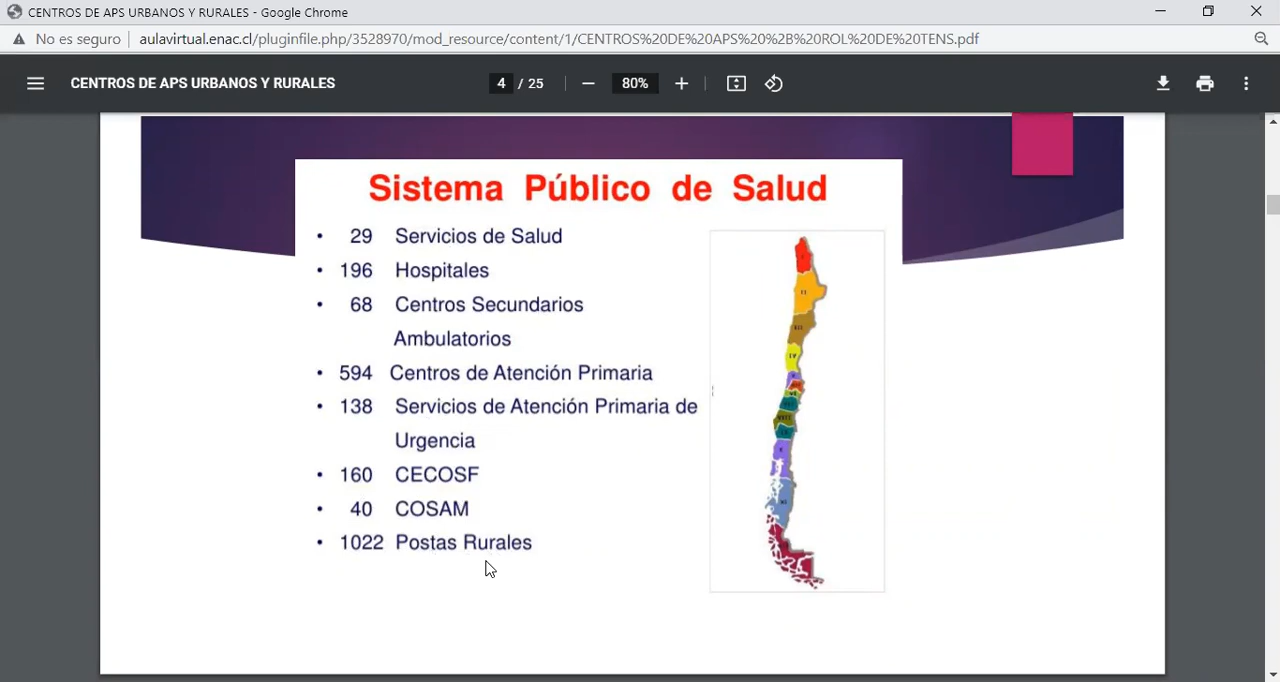 CENTROS DE APS URBANOS Y RURALES - Google Chrome
No es seguro | aulavirtual.enac.cl/pluginfile.php/3528970/mod_resource/content/1/CENTROS%20DE%20APS%20%2B%20ROL%20DE%20TENS.pdf
CENTROS DE APS URBANOS Y RURALES 4 / 25 80%
Sistema Público de Salud
• 29 Servicios de Salud
• 196 Hospitales
• 68 Centros Secundarios
Ambulatorios
• 594 Centros de Atención Primaria
• 138 Servicios de Atención Primaria de
Urgencia
• 160 CECOSF
• 40 COSAM
• 1022 Postas Rurales
II
III
IV